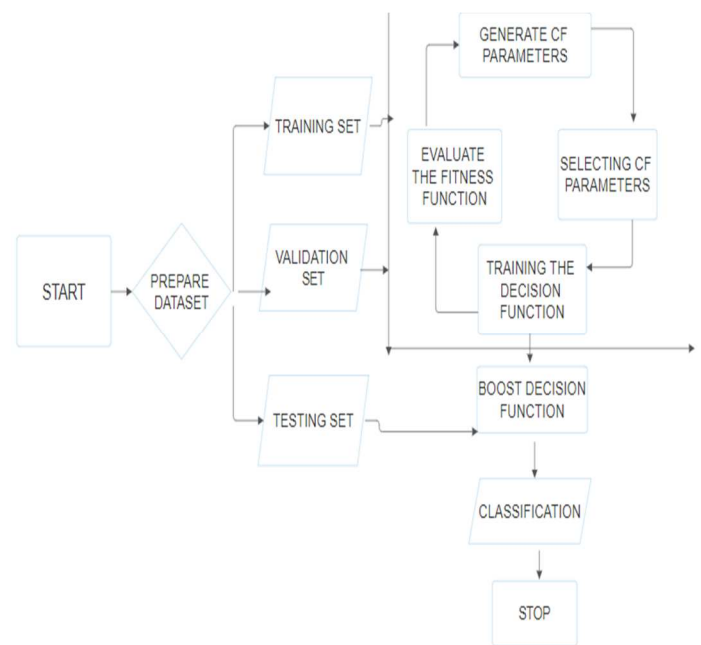 START
PREPARE
DATASET
TRAINING SET
VALIDATION
SET
TESTING SET
GENERATE CF
PARAMETERS
SELECTING CF
PARAMETERS
TRAINING THE
DECISION
FUNCTION
EVALUATE
THE FITNESS
FUNCTION
BOOST DECISION
FUNCTION
CLASSIFICATION
STOP